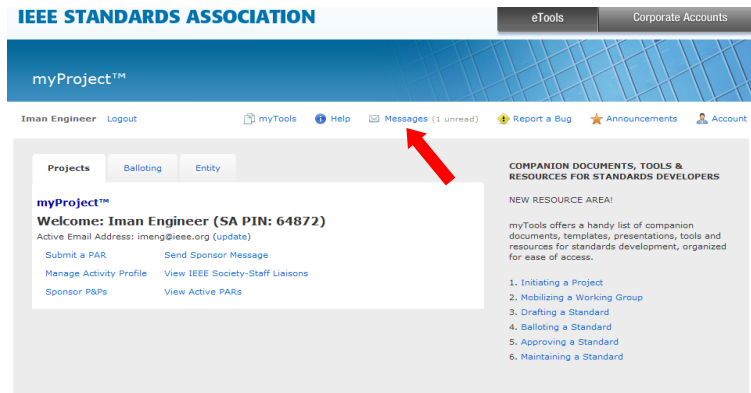 IEEE STANDARDS ASSOCIATION
eTools
Corporate Accounts
myProject™
Iman Engineer Logout
myTools
Help
Messages (1 unread)
Report a Bug
Announcements
Account
Projects
Balloting
Entity
myProject™
Welcome: Iman Engineer (SA PIN: 64872)
Active Email Address: imeng@ieee.org (update)
Submit a PAR
Send Sponsor Message
Manage Activity Profile
View IEEE Society-Staff Liaisons
Sponsor P&Ps
View Active PARs
COMPANION DOCUMENTS, TOOLS &
RESOURCES FOR STANDARDS DEVELOPERS
NEW RESOURCE AREA!
myTools offers a handy list of companion
documents, templates, presentations, tools and
resources for standards development, organized
for ease of access.
1. Initiating a Project
2. Mobilizing a Working Group
3. Drafting a Standard
4. Balloting a Standard
5. Approving a Standard
6. Maintaining a Standard